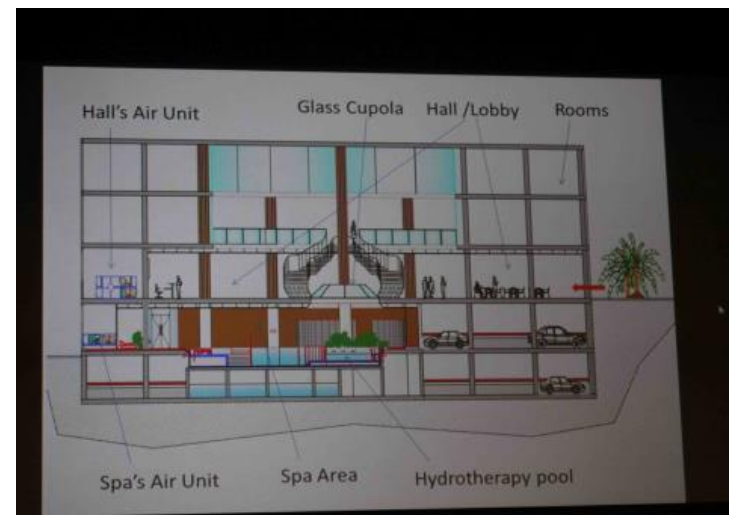 Hall's Air Unit
Glass Cupola
Hall /Lobby
Rooms
Spa's Air Unit
Spa Area
Hydrotherapy pool